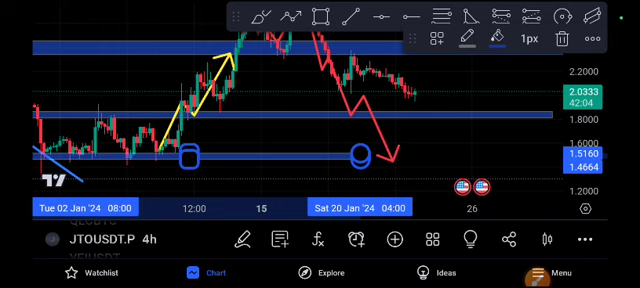 1px
2.2000
2.0333
42:04
1.8000
1.6000
1.5160
1.4664
1.2000
Tue 02 Jan '24 08:00
12:00
15
Sat 20 Jan '24 04:00
26
JTOUSDT.P 4h
Watchlist
Chart
Explore
Ideas
Menu